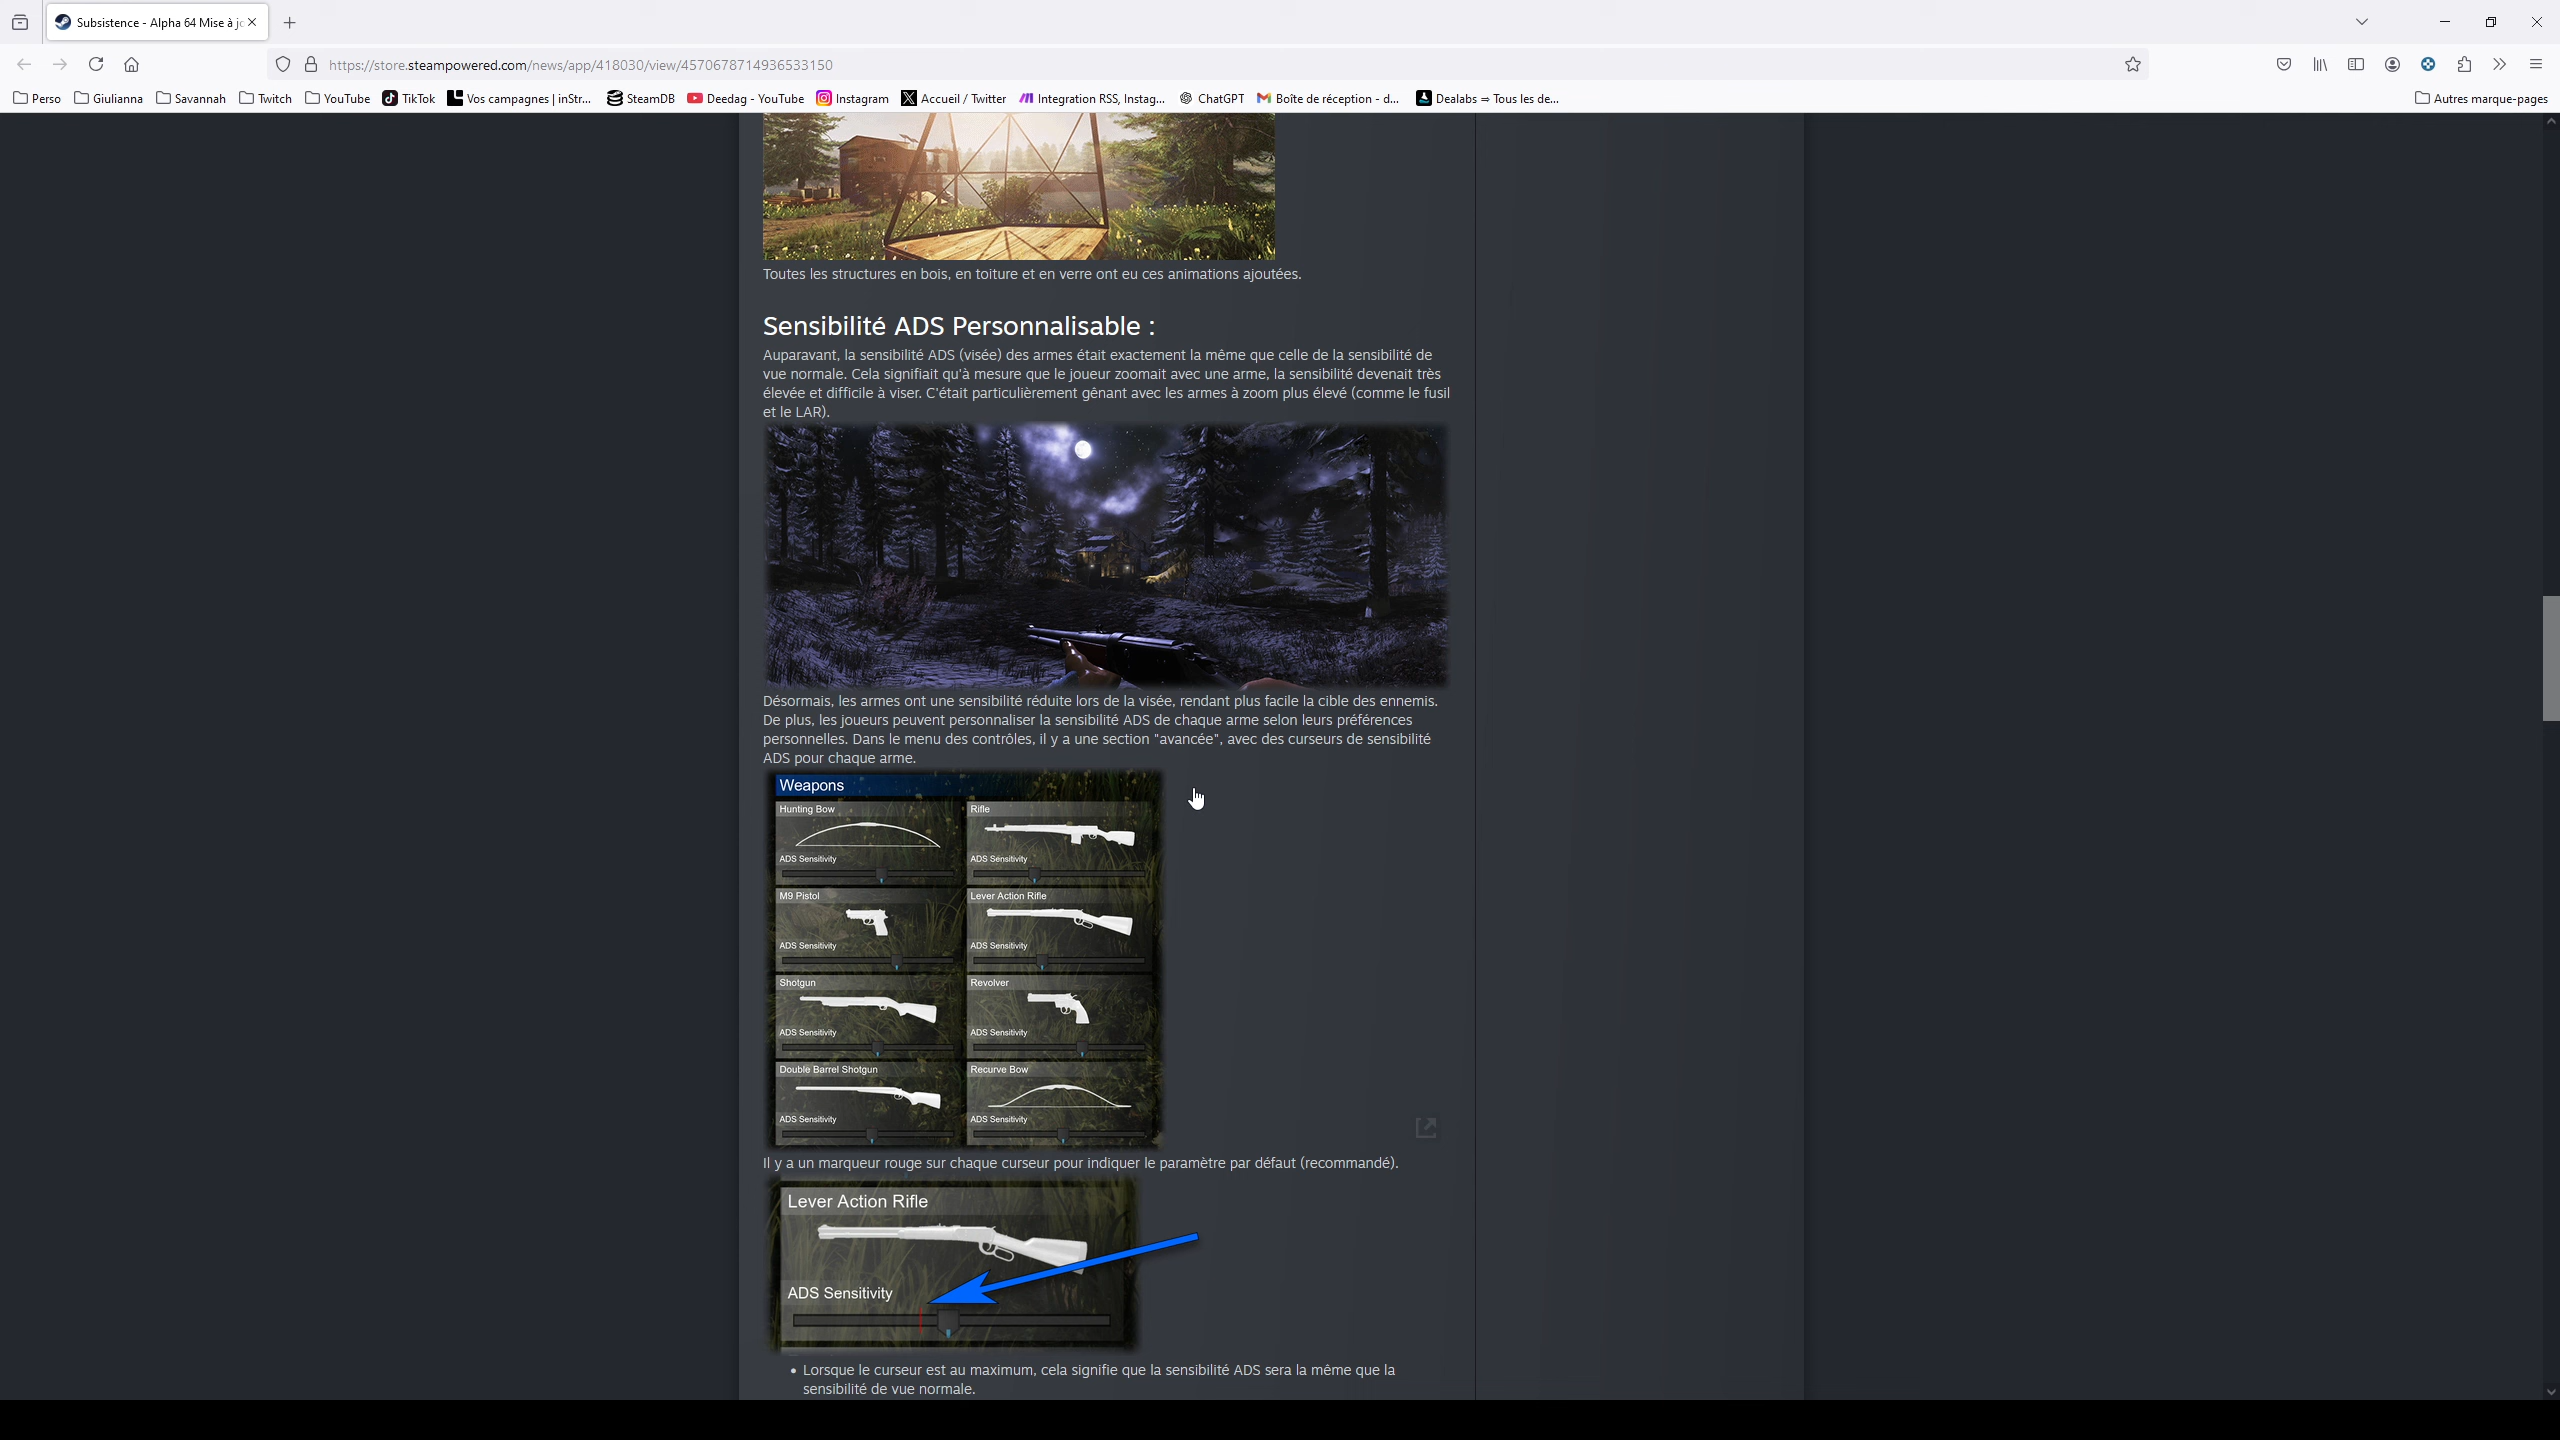 Subsistence - Alpha 64 Mise à jo
https://store.steampowered.com/news/app/418030/view/4570678714936533150
Perso Giulianna Savannah Twitch YouTube TikTok Vos campagnes | inStr... SteamDB Deedag - YouTube Instagram Accueil / Twitter Integration RSS, Instag... ChatGPT Boîte de réception - d... Dealabs ⇒ Tous les de... Autres marque-pages
Toutes les structures en bois, en toiture et en verre ont eu ces animations ajoutées.
Sensibilité ADS Personnalisable :
Auparavant, la sensibilité ADS (visée) des armes était exactement la même que celle de la sensibilité de
vue normale. Cela signifiait qu'à mesure que le joueur zoomait avec une arme, la sensibilité devenait très
élevée et difficile à viser. C'était particulièrement gênant avec les armes à zoom plus élevé (comme le fusil
et le LAR).
Désormais, les armes ont une sensibilité réduite lors de la visée, rendant plus facile la cible des ennemis.
De plus, les joueurs peuvent personnaliser la sensibilité ADS de chaque arme selon leurs préférences
personnelles. Dans le menu des contrôles, il y a une section "avancée", avec des curseurs de sensibilité
ADS pour chaque arme.
Weapons
Hunting Bow Rifle
ADS Sensitivity ADS Sensitivity
M9 Pistol Lever Action Rifle
ADS Sensitivity ADS Sensitivity
Shotgun Revolver
ADS Sensitivity ADS Sensitivity
Double Barrel Shotgun Recurve Bow
ADS Sensitivity ADS Sensitivity
Il y a un marqueur rouge sur chaque curseur pour indiquer le paramètre par défaut (recommandé).
Lever Action Rifle
ADS Sensitivity
• Lorsque le curseur est au maximum, cela signifie que la sensibilité ADS sera la même que la
sensibilité de vue normale.